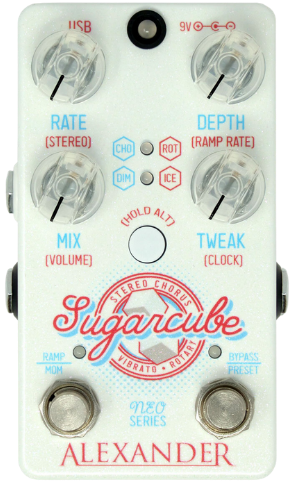 USB 9V
RATE DEPTH
(STEREO) (RAMP RATE)
CHO ROT
DIM ICE
(HOLD ALT)
MIX TWEAK
(VOLUME) (CLOCK)
STEREO CHORUS
Sugarcube
VIBRATO • ROTARY
RAMP BYPASS
MOM PRESET
NEO
SERIES
ALEXANDER